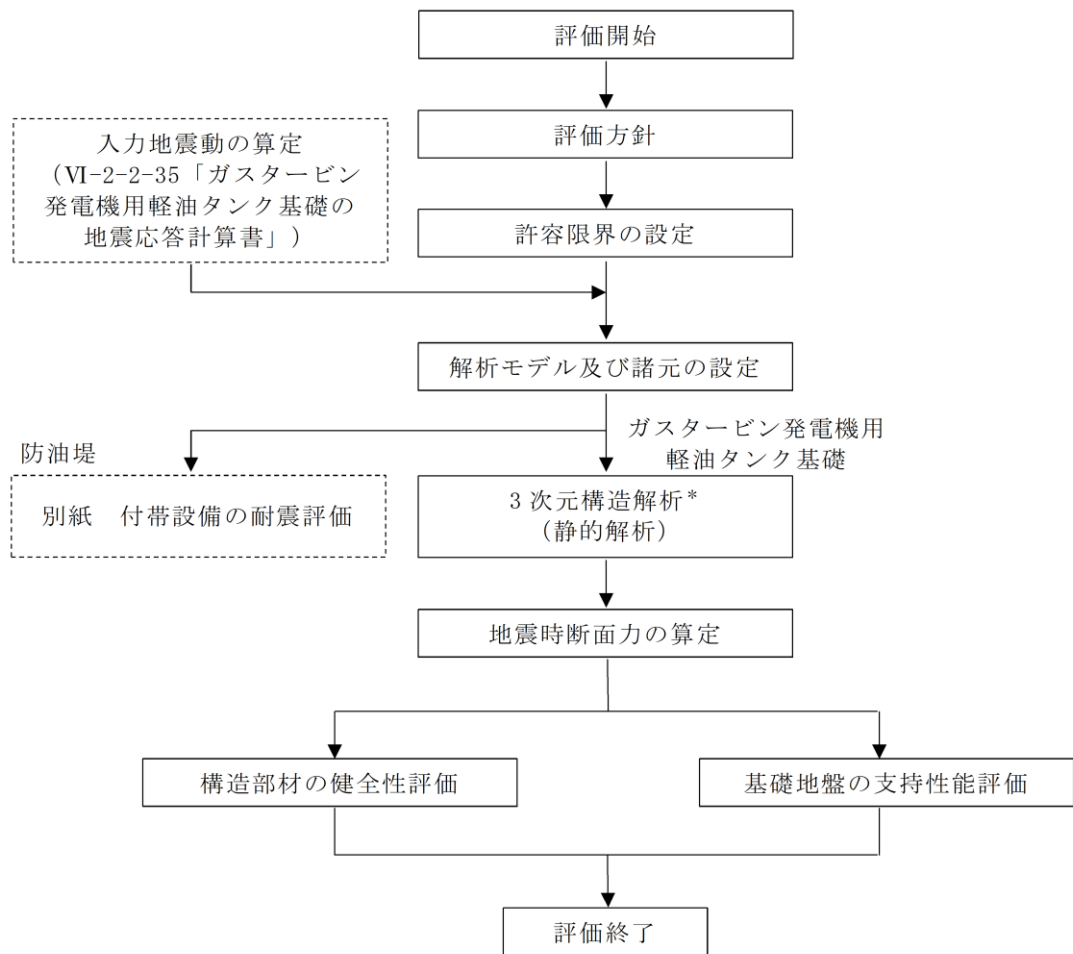 評価開始
評価方針
入力地震動の算定
（Ⅵ-2-2-35「ガスタービン
発電機用軽油タンク基礎の
地震応答計算書」）
許容限界の設定
解析モデル及び諸元の設定
防油堤
ガスタービン発電機用
軽油タンク基礎
別紙　付帯設備の耐震評価
3次元構造解析*
（静的解析）
地震時断面力の算定
構造部材の健全性評価
基礎地盤の支持性能評価
評価終了